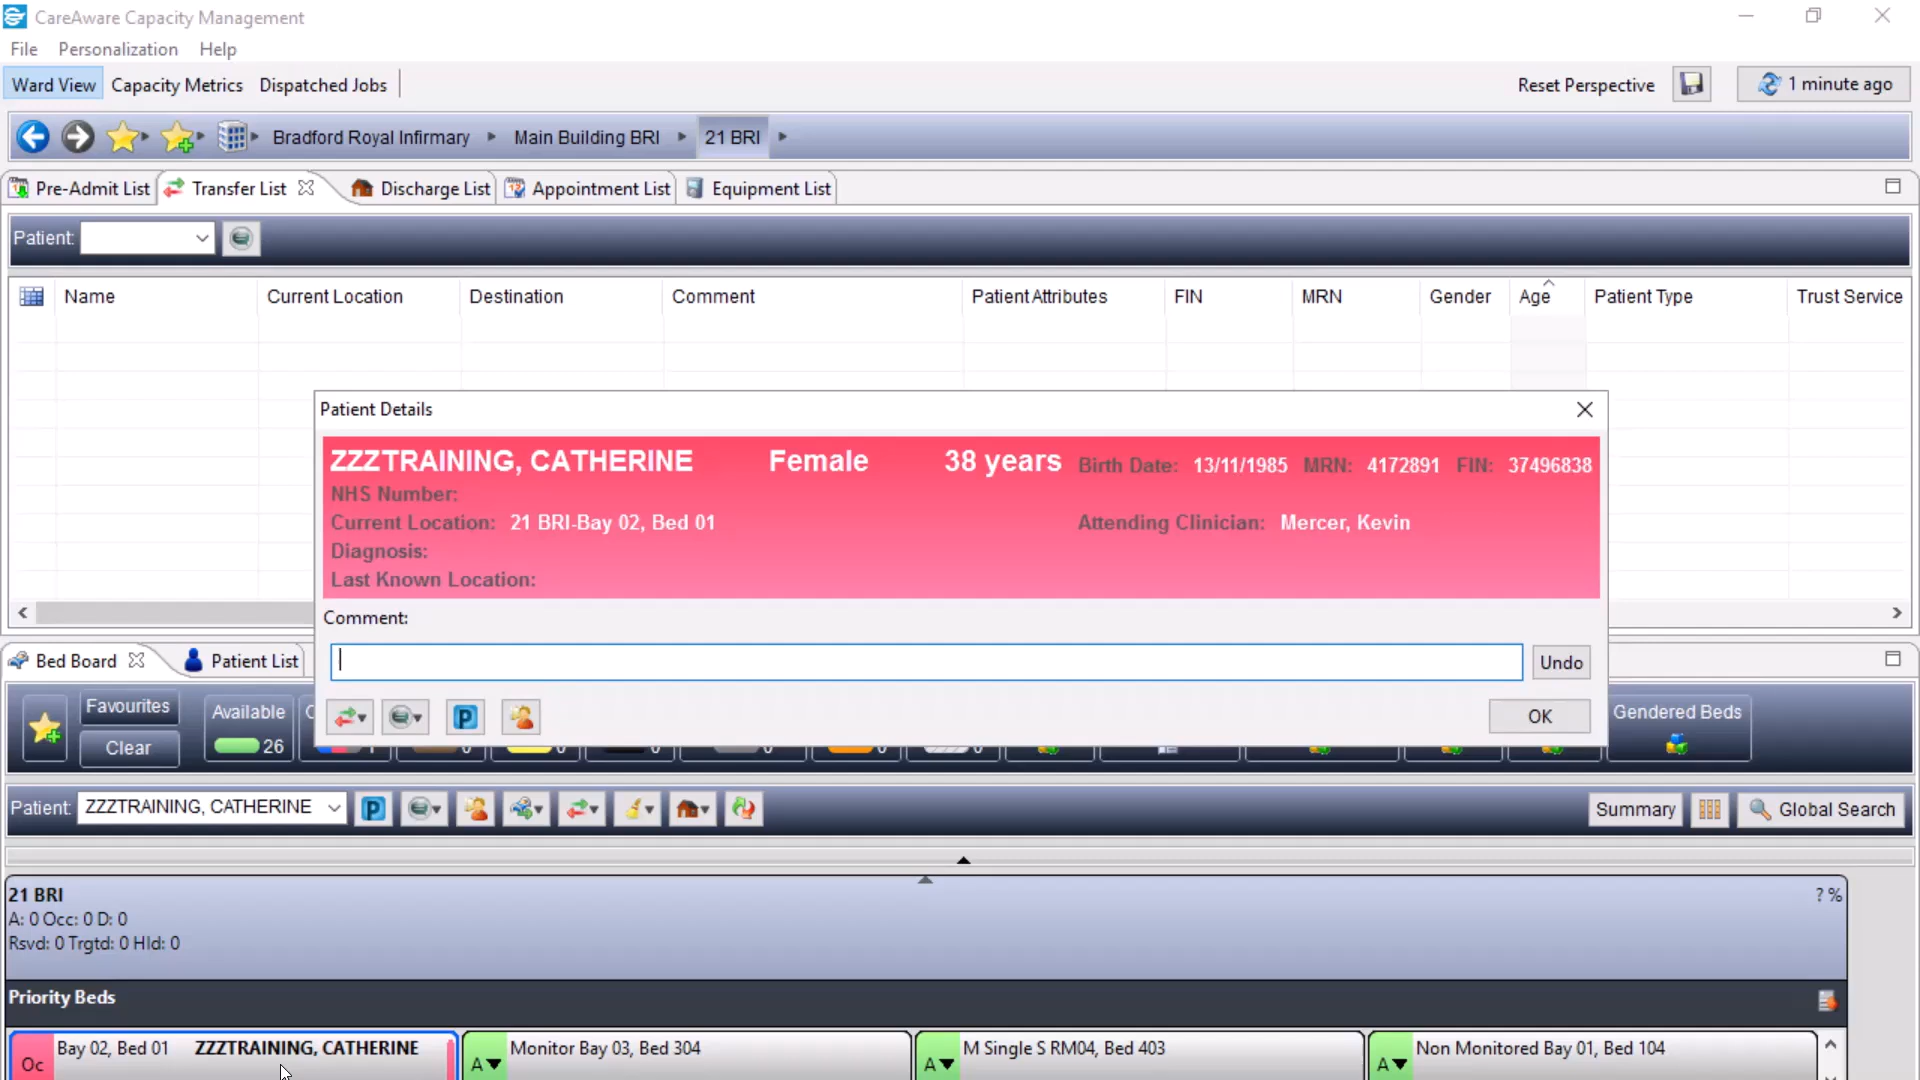 CareAware Capacity Management
File Personalization Help
Ward View Capacity Metrics Dispatched Jobs Reset Perspective 1 minute ago
Bradford Royal Infirmary Main Building BRI 21 BRI
Pre-Admit List Transfer List Discharge List Appointment List Equipment List
Patient:
Name Current Location Destination Comment Patient Attributes FIN MRN Gender Age Patient Type Trust Service
Patient Details
ZZZTRAINING, CATHERINE Female 38 years Birth Date: 13/11/1985 MRN: 4172891 FIN: 37496838
NHS Number:
Current Location: 21 BRI-Bay 02, Bed 01 Attending Clinician: Mercer, Kevin
Diagnosis:
Last Known Location:
Comment:
Undo
OK
Bed Board Patient List
Favourites Available Gendered Beds
Clear 26
Patient: ZZZTRAINING, CATHERINE P Summary Global Search
21 BRI ? %
A: 0 Occ: 0 D: 0
Rsvd: 0 Trgtd: 0 Hld: 0
Priority Beds
Oc Bay 02, Bed 01 ZZZTRAINING, CATHERINE A Monitor Bay 03, Bed 304 A M Single S RM04, Bed 403 A Non Monitored Bay 01, Bed 104